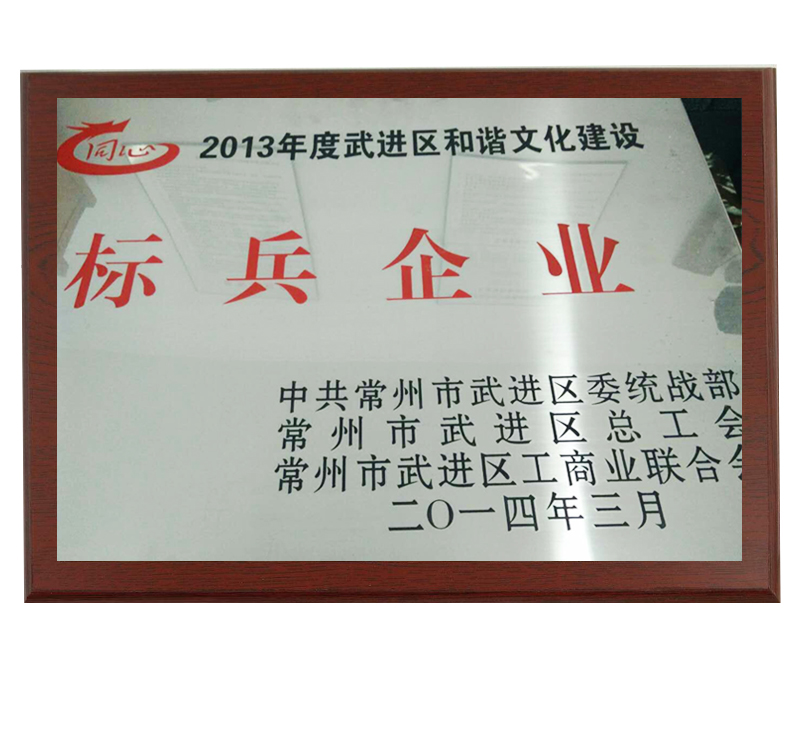 同心
2013年度武进区和谐文化建设
标兵企业
中共常州市武进区委统战部
常州市武进区总工会
常州市武进区工商业联合会
二〇一四年三月